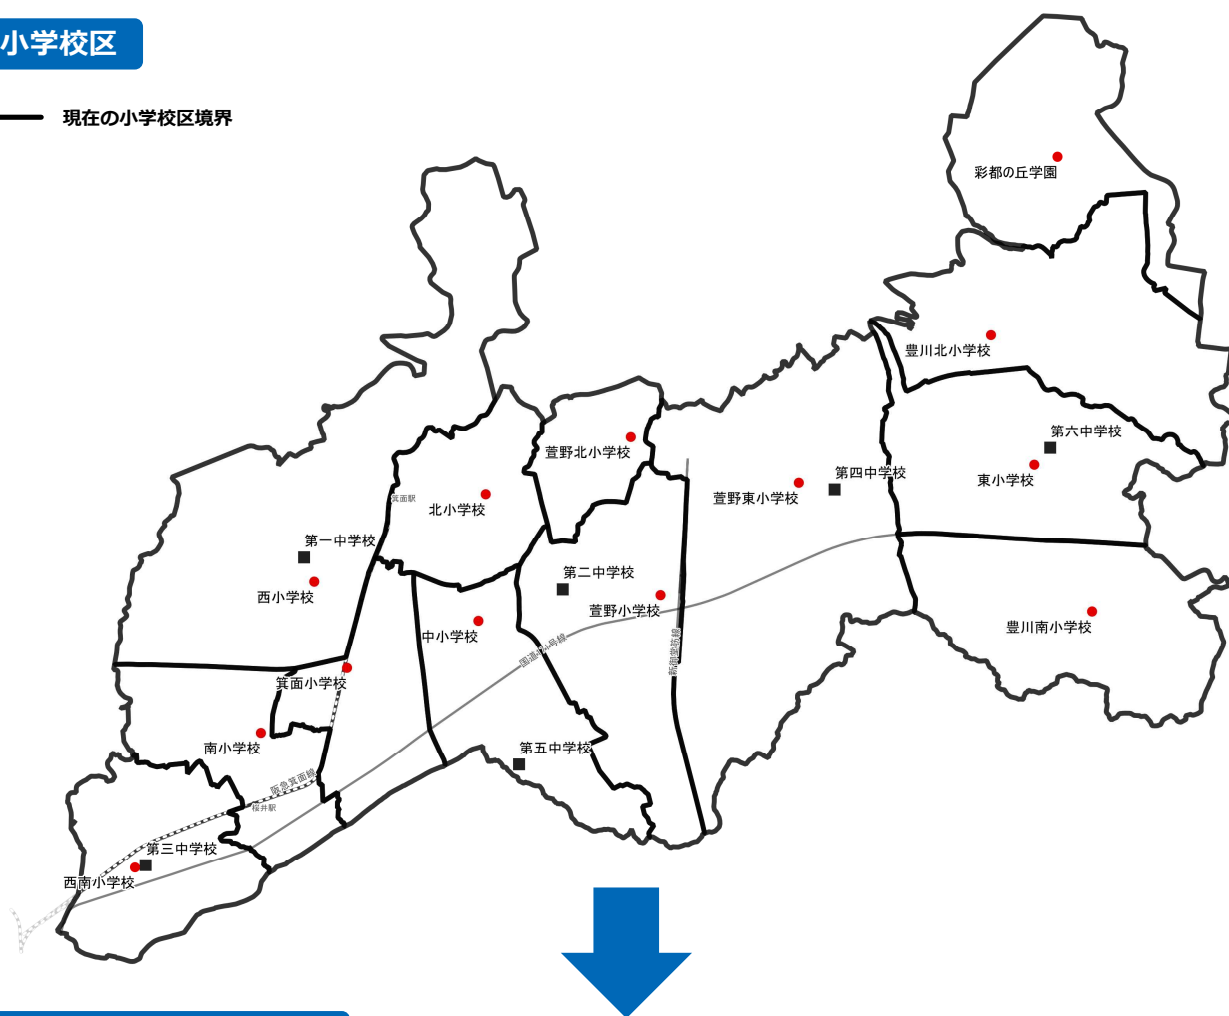 小学校区
現在の小学校区境界
彩都の丘学園
豊川北小学校
第六中学校
東小学校
萱野北小学校
第四中学校
萱野東小学校
箕面駅
北小学校
第一中学校
西小学校
第二中学校
萱野小学校
豊川南小学校
中小学校
新御堂筋線
箕面小学校
南小学校
第五中学校
阪急箕面線
桜井駅
第三中学校
西南小学校